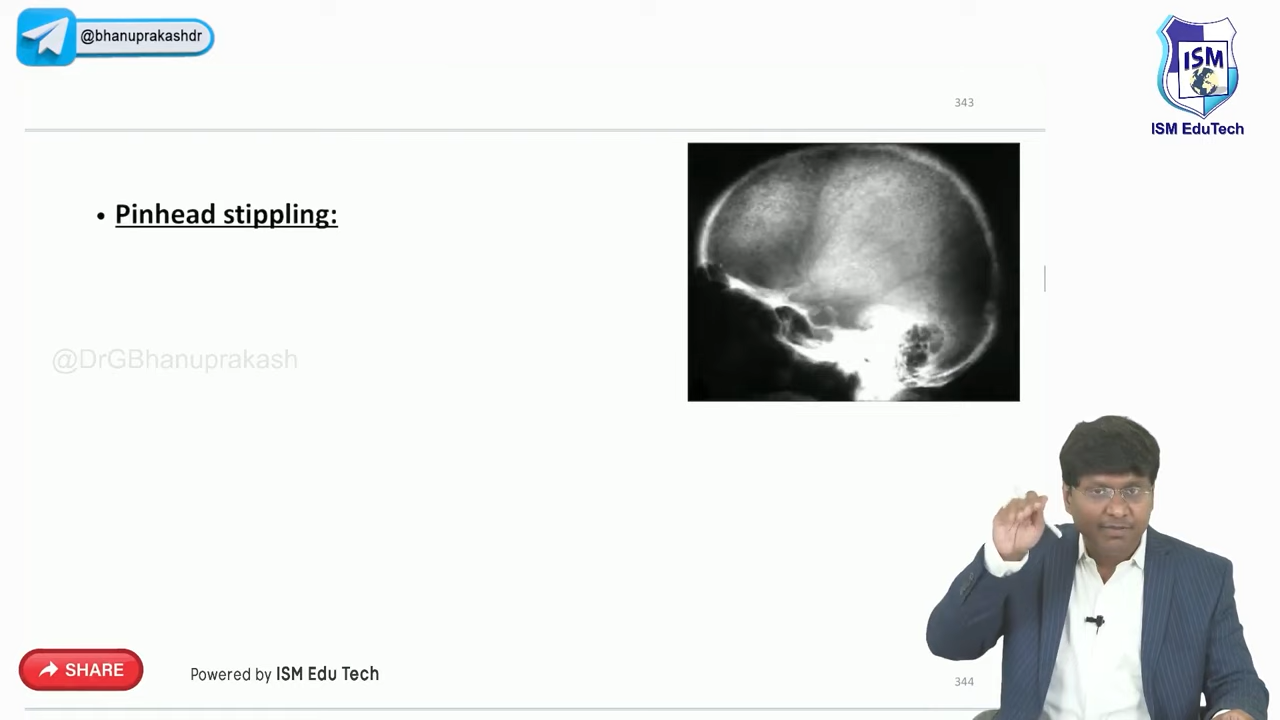 @bhanuprakashdr
ISM
ISM EduTech
343
• Pinhead stippling:
@DrGBhanuprakash
SHARE
Powered by ISM Edu Tech
344